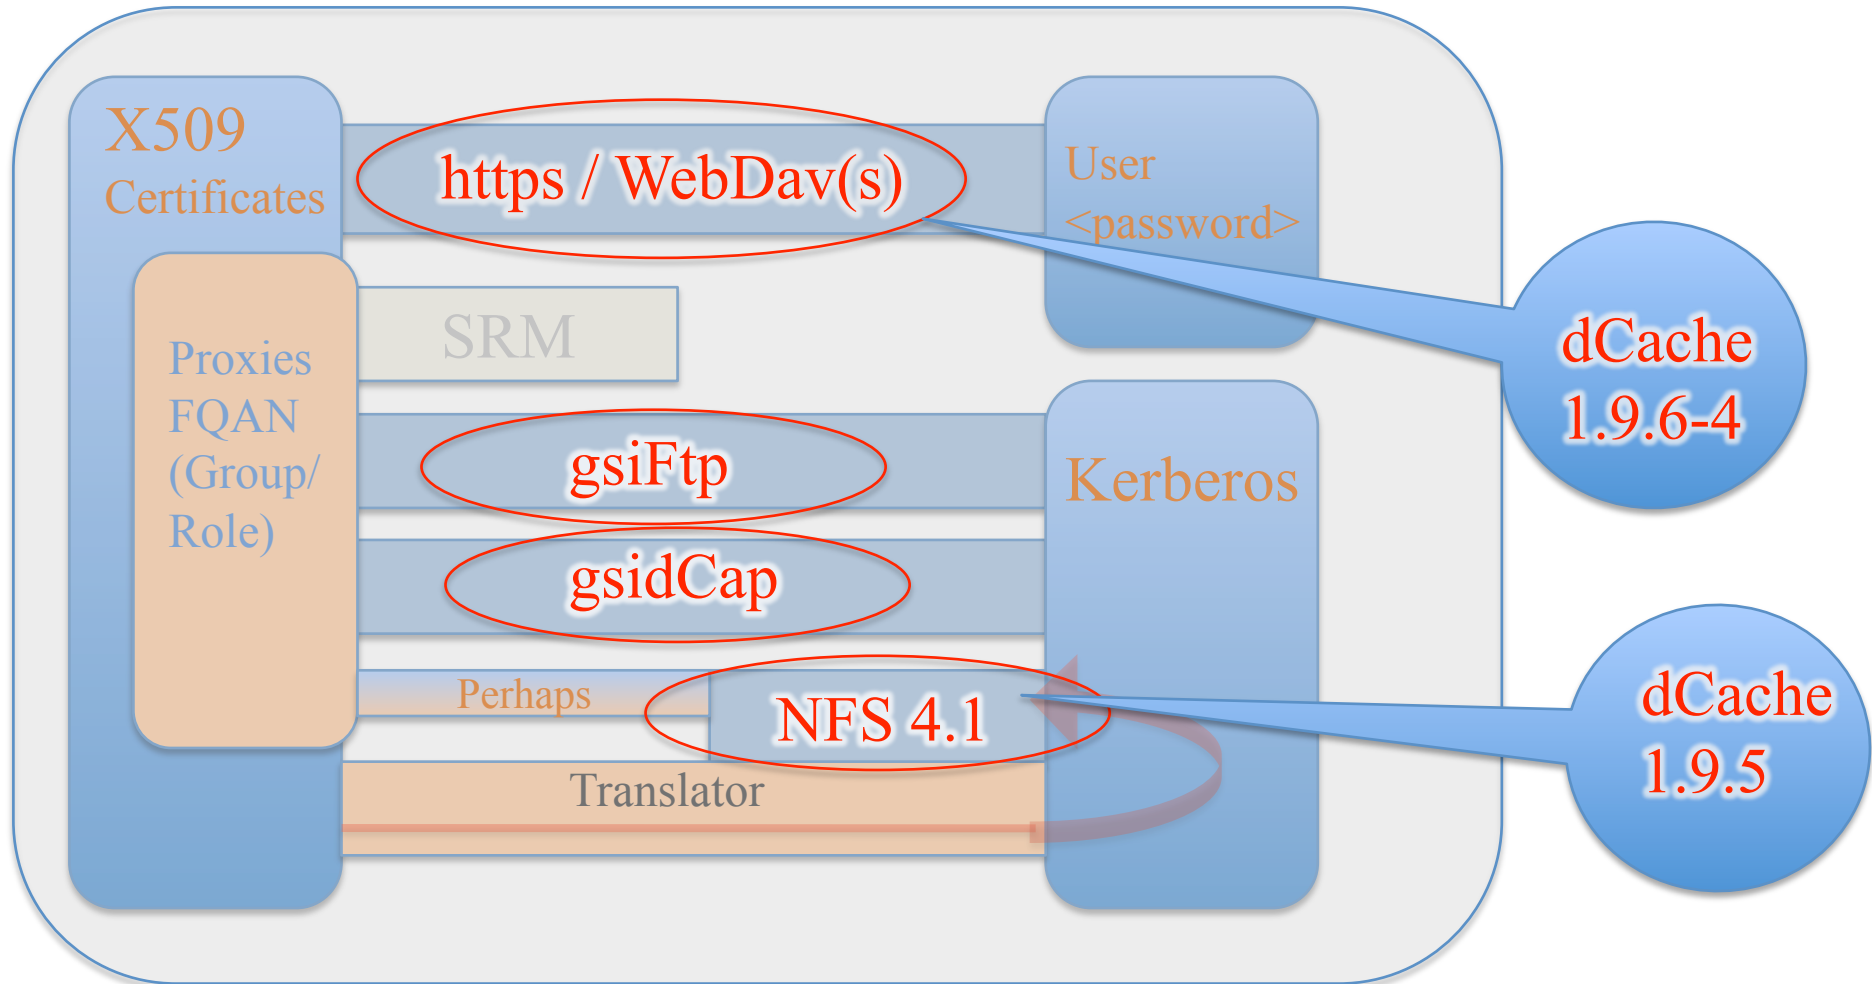 X509
Certificates
https / WebDav(s)
User
<password>
SRM
Proxies
FQAN
(Group/
Role)
gsiFtp
Kerberos
gsidCap
Perhaps
NFS 4.1
Translator
dCache
1.9.6-4
dCache
1.9.5